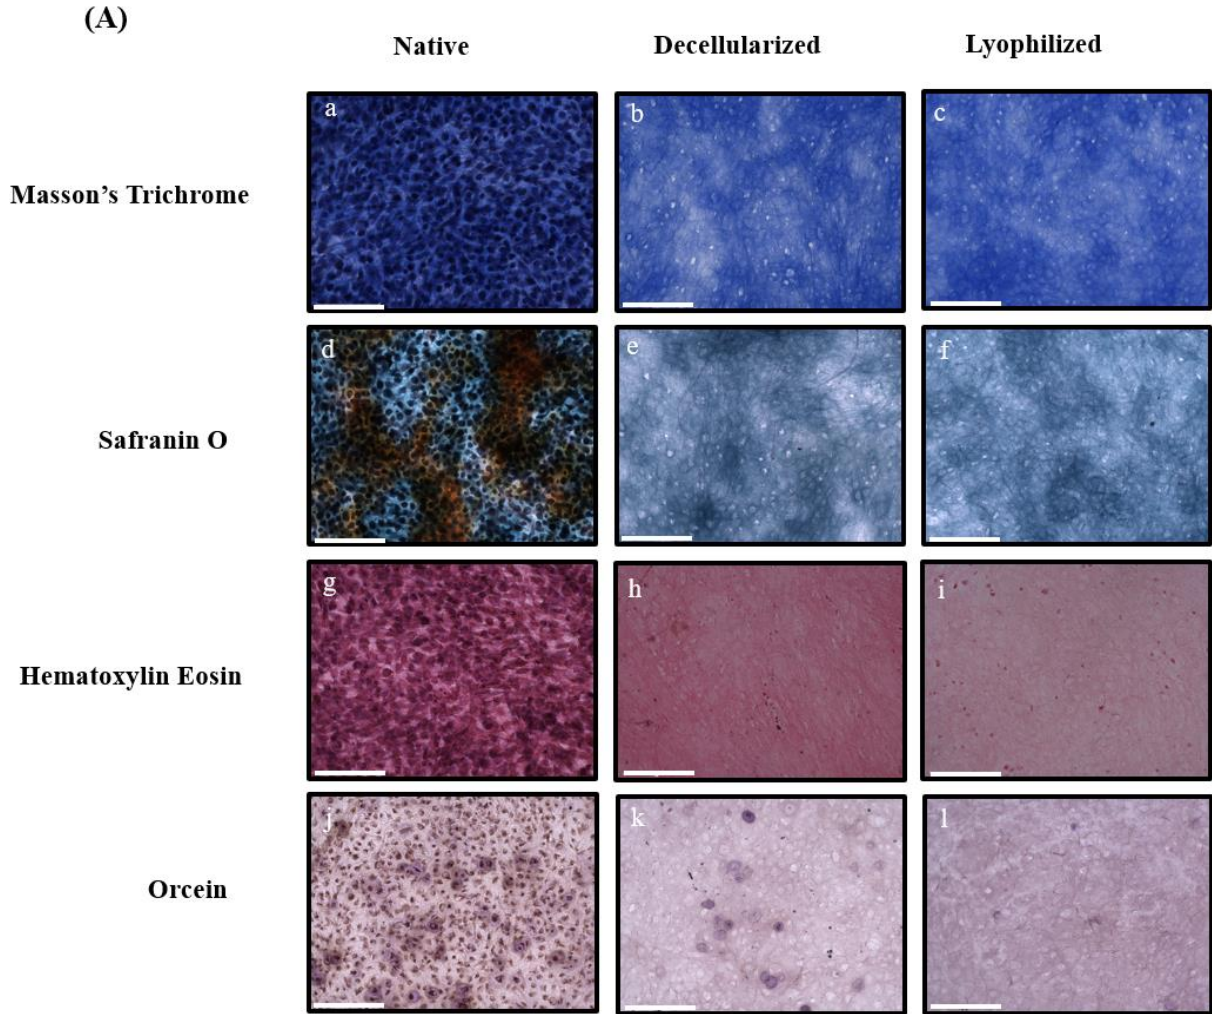 (A)
Native Decellularized Lyophilized
Masson’s Trichrome
a b c
Safranin O
d e f
Hematoxylin Eosin
g h i
Orcein
j k l